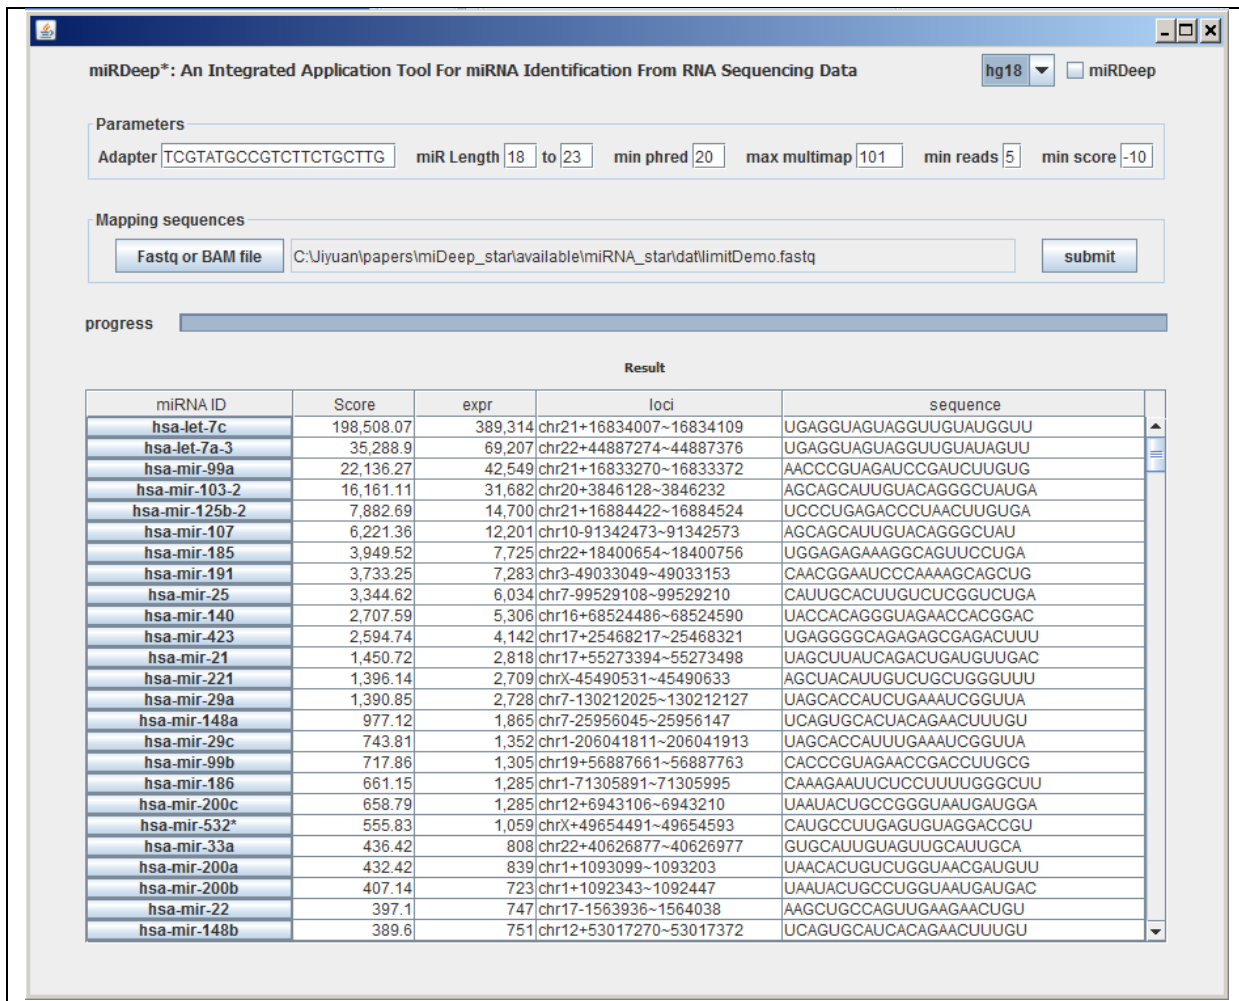 miRDeep*: An Integrated Application Tool For miRNA Identification From RNA Sequencing Data hg18 miRDeep
Parameters
Adapter TCGTATGCCGTCTTCTGCTTG miR Length 18 to 23 min phred 20 max multimap 101 min reads 5 min score -10
Mapping sequences
Fastq or BAM file C:\Jiyuan\papers\miDeep_star\available\miRNA_star\dat\limitDemo.fastq submit
progress
Result
miRNA ID Score expr loci sequence
hsa-let-7c 198,508.07 389,314 chr21+16834007~16834109 UGAGGUAGUAGGUUGUAUGGUU
hsa-let-7a-3 35,288.9 69,207 chr22+44887274~44887376 UGAGGUAGUAGGUUGUAUAGUU
hsa-mir-99a 22,136.27 42,549 chr21+16833270~16833372 AACCCGUAGAUCCGAUCUUGUG
hsa-mir-103-2 16,161.11 31,682 chr20+3846128~3846232 AGCAGCAUUGUACAGGGCUAUGA
hsa-mir-125b-2 7,882.69 14,700 chr21+16884422~16884524 UCCCUGAGACCCUAACUUGUGA
hsa-mir-107 6,221.36 12,201 chr10-91342473~91342573 AGCAGCAUUGUACAGGGCUAU
hsa-mir-185 3,949.52 7,725 chr22+18400654~18400756 UGGAGAGAAAGGCAGUUCCUGA
hsa-mir-191 3,733.25 7,283 chr3-49033049~49033153 CAACGGAAUCCCAAAAGCAGCUG
hsa-mir-25 3,344.62 6,034 chr7-99529108~99529210 CAUUGCACUUGUCUCGGUCUGA
hsa-mir-140 2,707.59 5,306 chr16+68524486~68524590 UACCACAGGGUAGAACCACGGAC
hsa-mir-423 2,594.74 4,142 chr17+25468217~25468321 UGAGGGGCAGAGAGCGAGACUUU
hsa-mir-21 1,450.72 2,818 chr17+55273394~55273498 UAGCUUAUCAGACUGAUGUUGAC
hsa-mir-221 1,396.14 2,709 chrX-45490531~45490633 AGCUACAUUGUCUGCUGGGUUU
hsa-mir-29a 1,390.85 2,728 chr7-130212025~130212127 UAGCACCAUCUGAAAUCGGUUA
hsa-mir-148a 977.12 1,865 chr7-25956045~25956147 UCAGUGCACUACAGAACUUUGU
hsa-mir-29c 743.81 1,352 chr1-206041811~206041913 UAGCACCAUUUGAAAUCGGUUA
hsa-mir-99b 717.86 1,305 chr19+56887661~56887763 CACCCGUAGAACCGACCUUGCG
hsa-mir-186 661.15 1,285 chr1-71305891~71305995 CAAAGAAUUCUCCUUUUGGGCUU
hsa-mir-200c 658.79 1,285 chr12+6943106~6943210 UAAUACUGCCGGGUAAUGAUGGA
hsa-mir-532* 555.83 1,059 chrX+49654491~49654593 CAUGCCUUGAGUGUAGGACCGU
hsa-mir-33a 436.42 808 chr22+40626877~40626977 GUGCAUUGUAGUUGCAUUGCA
hsa-mir-200a 432.42 839 chr1+1093099~1093203 UAACACUGUCUGGUAACGAUGUU
hsa-mir-200b 407.14 723 chr1+1092343~1092447 UAAUACUGCCUGGUAAUGAUGAC
hsa-mir-22 397.1 747 chr17-1563936~1564038 AAGCUGCCAGUUGAAGAACUGU
hsa-mir-148b 389.6 751 chr12+53017270~53017372 UCAGUGCAUCACAGAACUUUGU